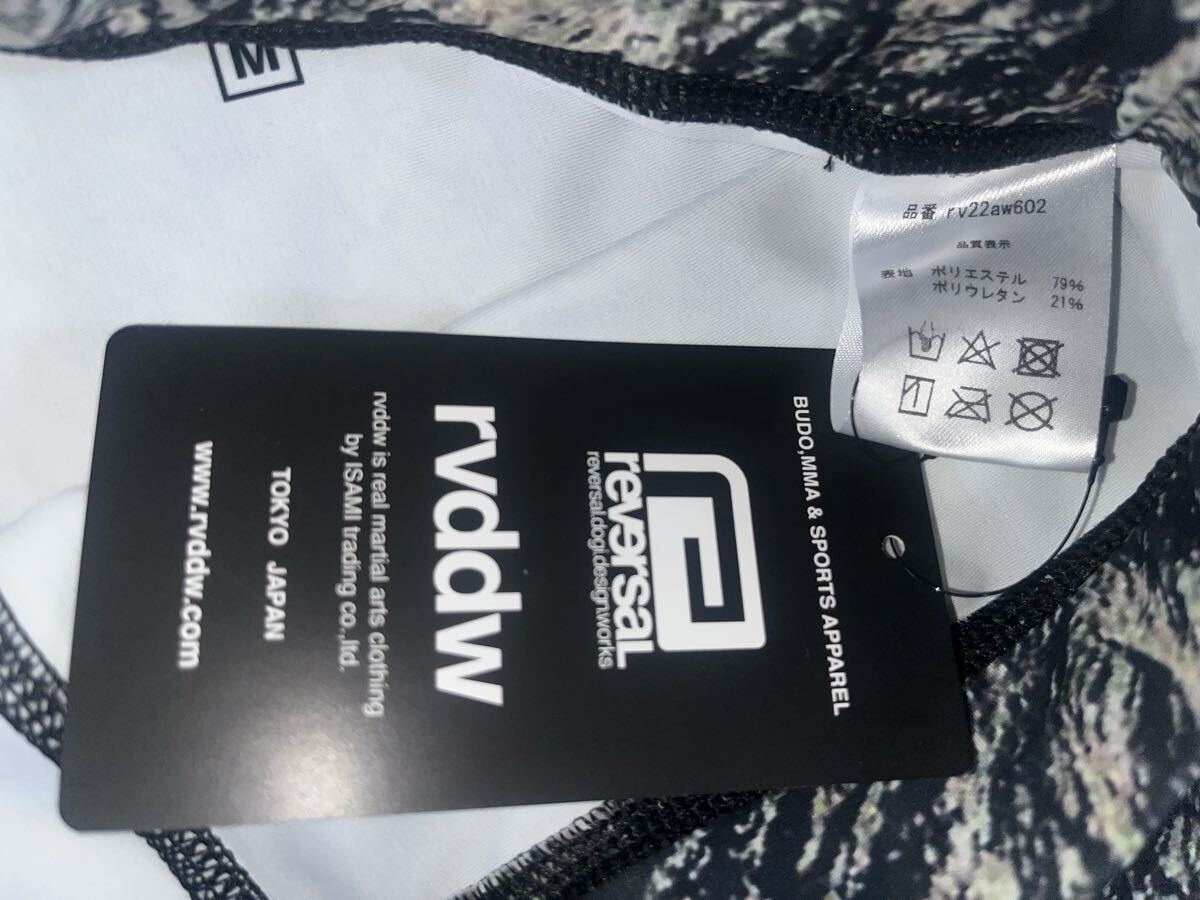 M
品番 rv22aw602
品質表示
表地 ポリエステル 79%
ポリウレタン 21%
BUDO,MMA & SPORTS APPAREL
reversal
reversal.dogi.designworks
rvddw
rvddw is real martial arts clothing
by ISAMI trading co.,ltd.
TOKYO JAPAN
www.rvddw.com